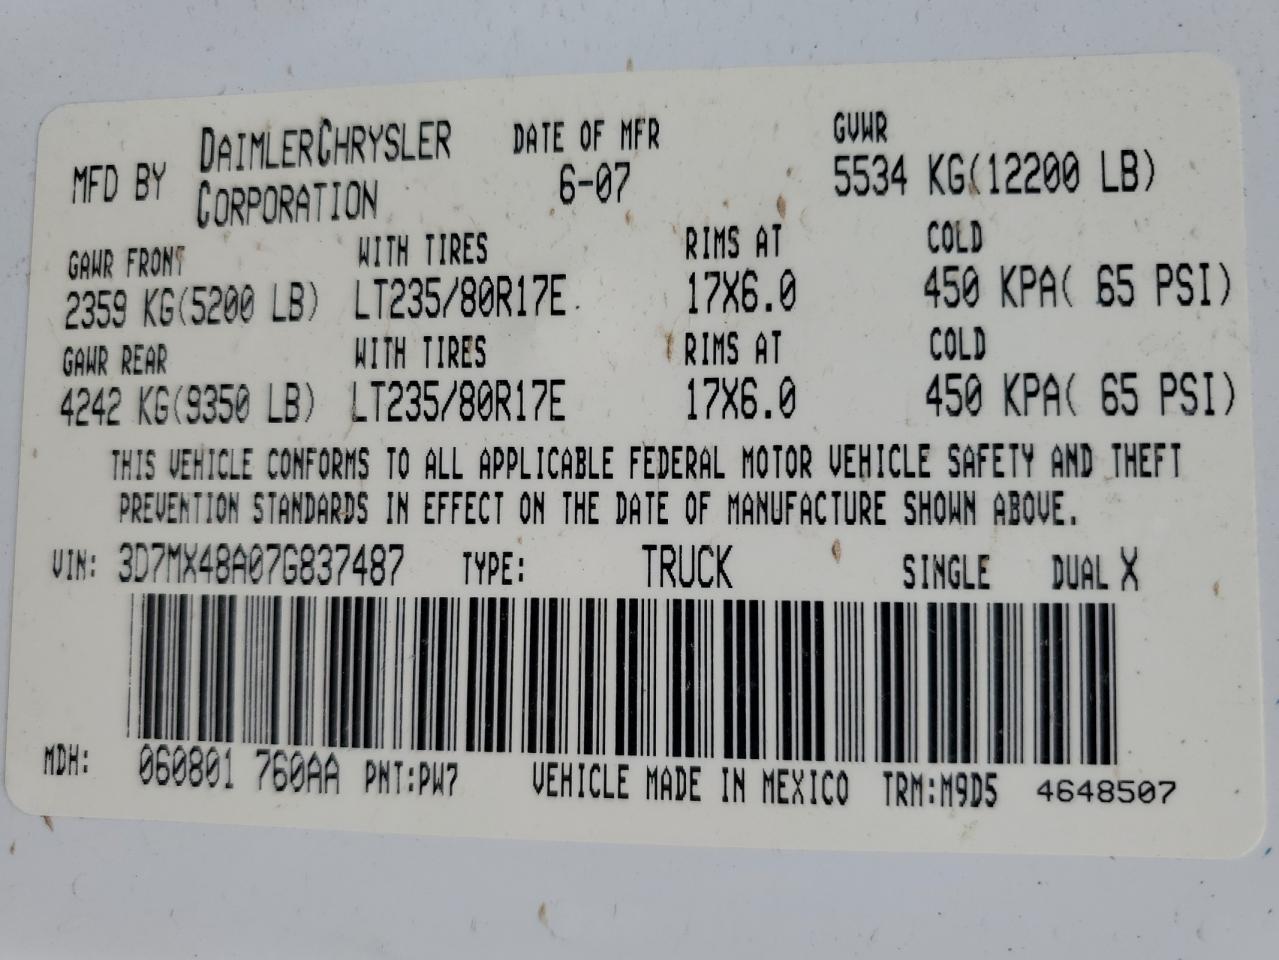 MFD BY DAIMLERCHRYSLER CORPORATION DATE OF MFR 6-07 GVWR 5534 KG(12200 LB)
GAWR FRONT WITH TIRES RIMS AT COLD
2359 KG(5200 LB) LT235/80R17E 17X6.0 450 KPA( 65 PSI)
GAWR REAR WITH TIRES RIMS AT COLD
4242 KG(9350 LB) LT235/80R17E 17X6.0 450 KPA( 65 PSI)
THIS VEHICLE CONFORMS TO ALL APPLICABLE FEDERAL MOTOR VEHICLE SAFETY AND THEFT
PREVENTION STANDARDS IN EFFECT ON THE DATE OF MANUFACTURE SHOWN ABOVE.
VIN: 3D7MX48A07G837487 TYPE: TRUCK SINGLE DUAL X
MDH: 060801 760AA PNT:PW7 VEHICLE MADE IN MEXICO TRM:M9D5 4648507